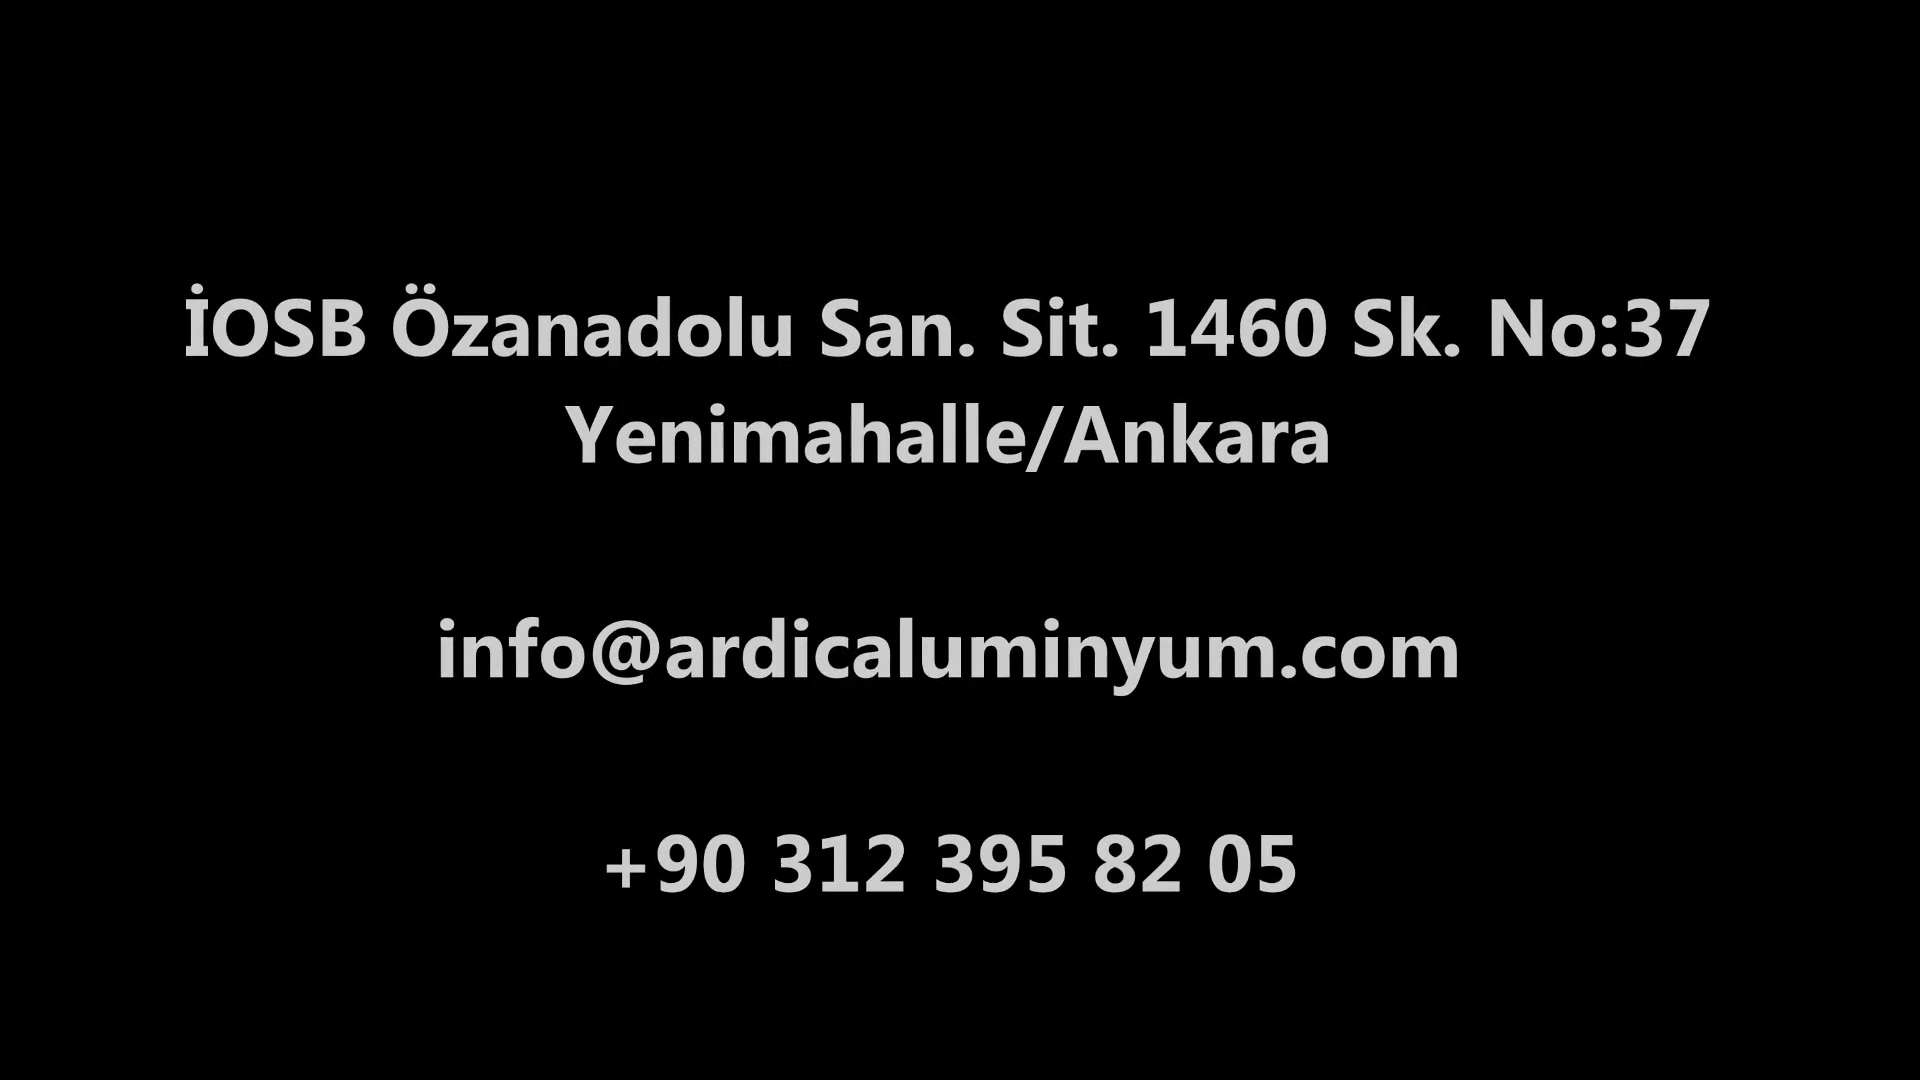 İOSB Özanadolu San. Sit. 1460 Sk. No:37
Yenimahalle/Ankara
info@ardicaluminyum.com
+90 312 395 82 05